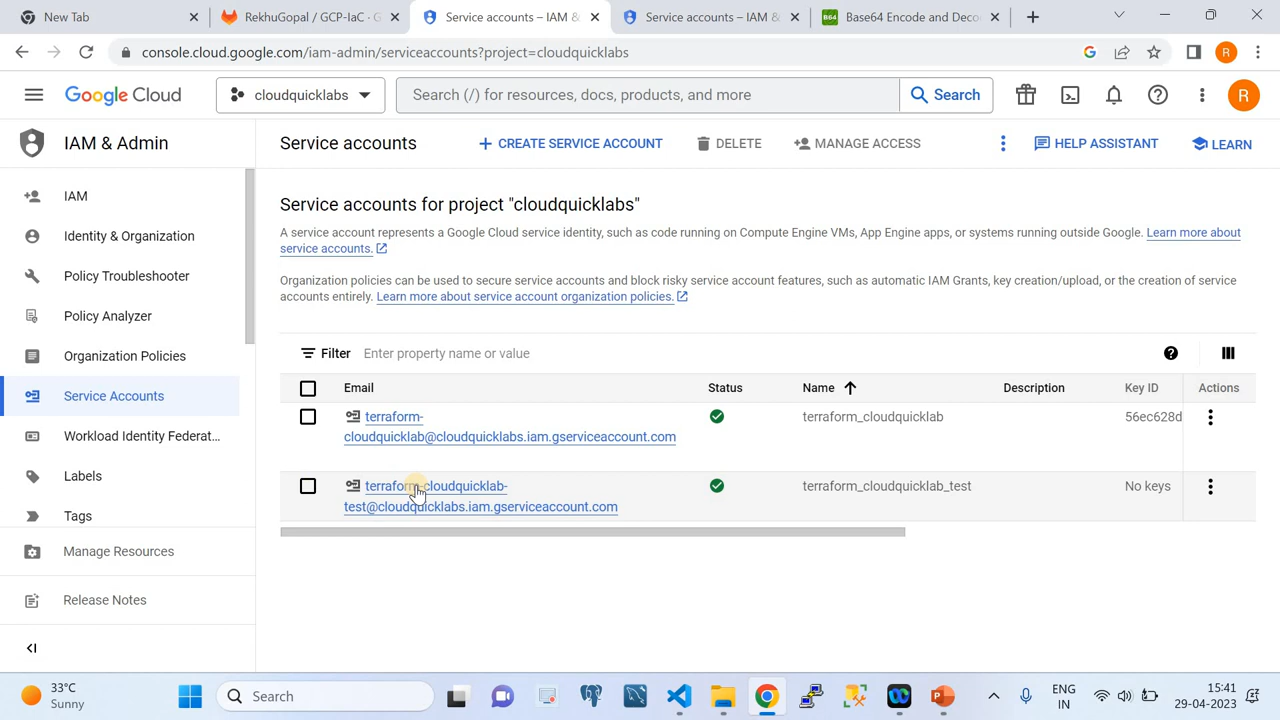 New Tab
RekhuGopal / GCP-IaC · G
Service accounts – IAM &
Service accounts – IAM &
Base64 Encode and Deco
console.cloud.google.com/iam-admin/serviceaccounts?project=cloudquicklabs
R
Google Cloud
cloudquicklabs
Search (/) for resources, docs, products, and more
Search
R
IAM & Admin
Service accounts
CREATE SERVICE ACCOUNT
DELETE
MANAGE ACCESS
HELP ASSISTANT
LEARN
IAM
Identity & Organization
Policy Troubleshooter
Policy Analyzer
Organization Policies
Service Accounts
Workload Identity Federat...
Labels
Tags
Manage Resources
Release Notes
Service accounts for project "cloudquicklabs"
A service account represents a Google Cloud service identity, such as code running on Compute Engine VMs, App Engine apps, or systems running outside Google. Learn more about
service accounts.
Organization policies can be used to secure service accounts and block risky service account features, such as automatic IAM Grants, key creation/upload, or the creation of service
accounts entirely. Learn more about service account organization policies.
Filter Enter property name or value
Email Status Name Description Key ID Actions
terraform-
cloudquicklab@cloudquicklabs.iam.gserviceaccount.com
terraform_cloudquicklab
56ec628d
terraform-cloudquicklab-
test@cloudquicklabs.iam.gserviceaccount.com
terraform_cloudquicklab_test
No keys
33°C
Sunny
Search
ENG
IN
15:41
29-04-2023